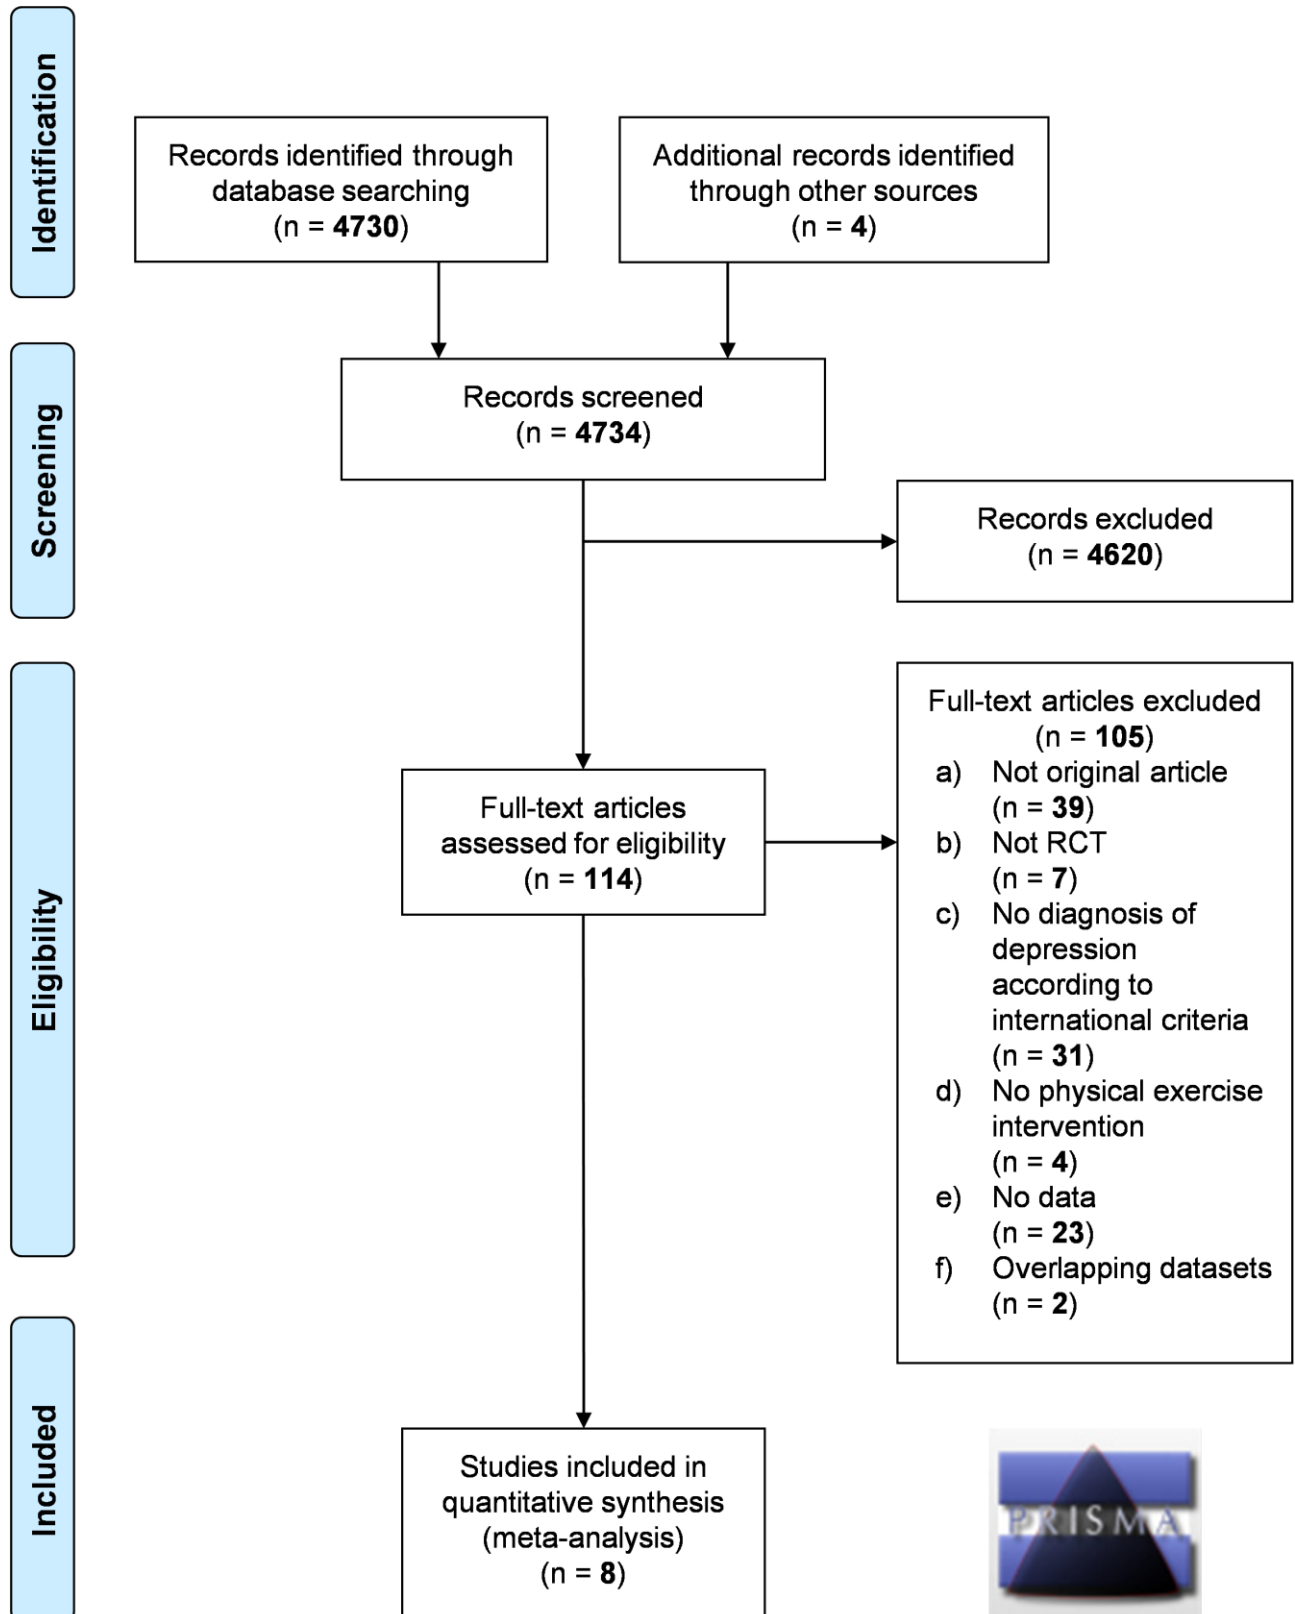 Identification
Records identified through
database searching
(n = 4730)
Additional records identified
through other sources
(n = 4)
Screening
Records screened
(n = 4734)
Records excluded
(n = 4620)
Eligibility
Full-text articles
assessed for eligibility
(n = 114)
Full-text articles excluded
(n = 105)
a) Not original article
(n = 39)
b) Not RCT
(n = 7)
c) No diagnosis of
depression
according to
international criteria
(n = 31)
d) No physical exercise
intervention
(n = 4)
e) No data
(n = 23)
f) Overlapping datasets
(n = 2)
Included
Studies included in
quantitative synthesis
(meta-analysis)
(n = 8)
PRISMA